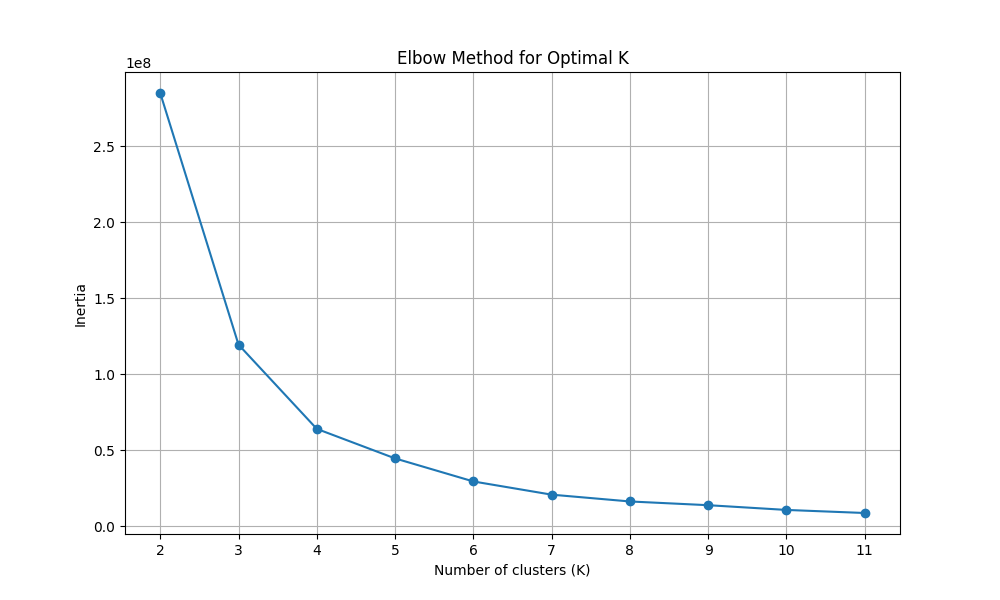 Elbow Method for Optimal K
1e8
2.5
2.0
1.5
1.0
0.5
0.0
Inertia
2 3 4 5 6 7 8 9 10 11
Number of clusters (K)